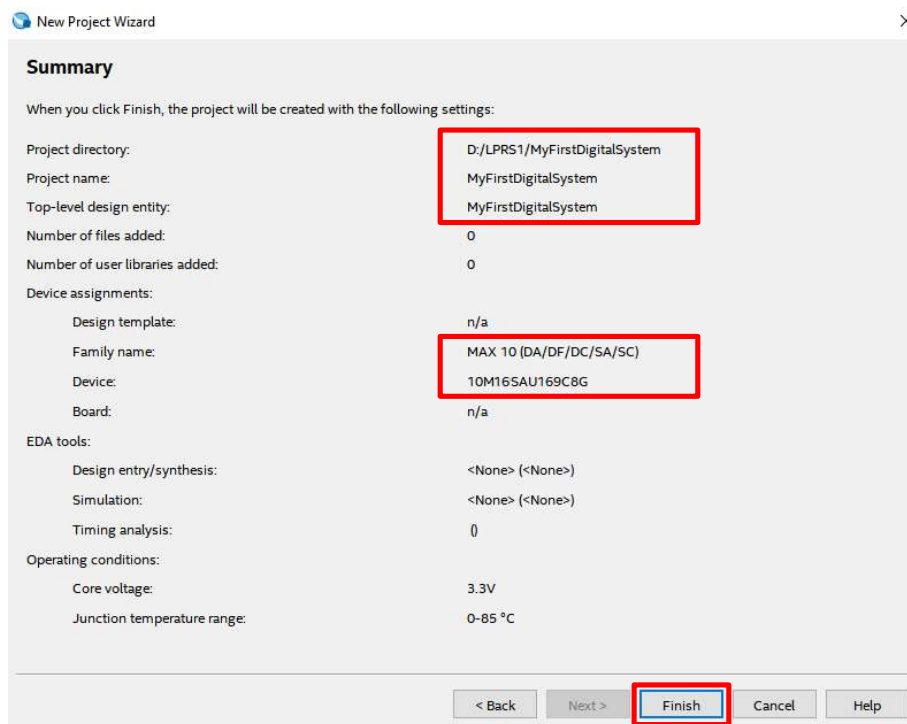 New Project Wizard
Summary
When you click Finish, the project will be created with the following settings:
Project directory: D:/LPRS1/MyFirstDigitalSystem
Project name: MyFirstDigitalSystem
Top-level design entity: MyFirstDigitalSystem
Number of files added: 0
Number of user libraries added: 0
Device assignments:
Design template: n/a
Family name: MAX 10 (DA/DF/DC/SA/SC)
Device: 10M16SAU169C8G
Board: n/a
EDA tools:
Design entry/synthesis: <None> (<None>)
Simulation: <None> (<None>)
Timing analysis: ()
Operating conditions:
Core voltage: 3.3V
Junction temperature range: 0-85 °C
< Back Next > Finish Cancel Help